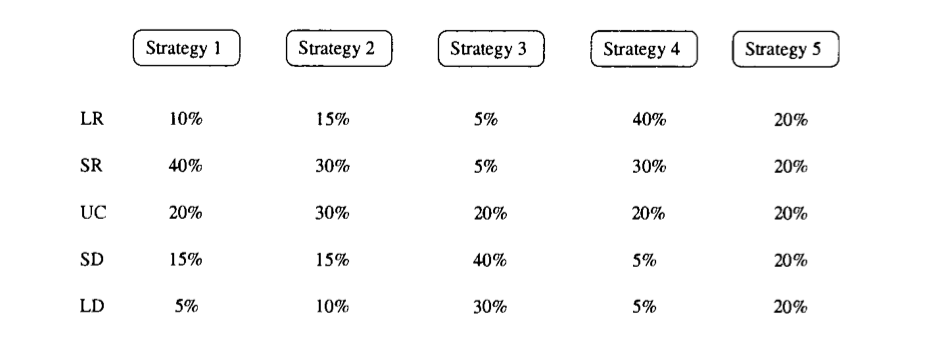 Strategy 1 Strategy 2 Strategy 3 Strategy 4 Strategy 5
LR 10% 15% 5% 40% 20%
SR 40% 30% 5% 30% 20%
UC 20% 30% 20% 20% 20%
SD 15% 15% 40% 5% 20%
LD 5% 10% 30% 5% 20%